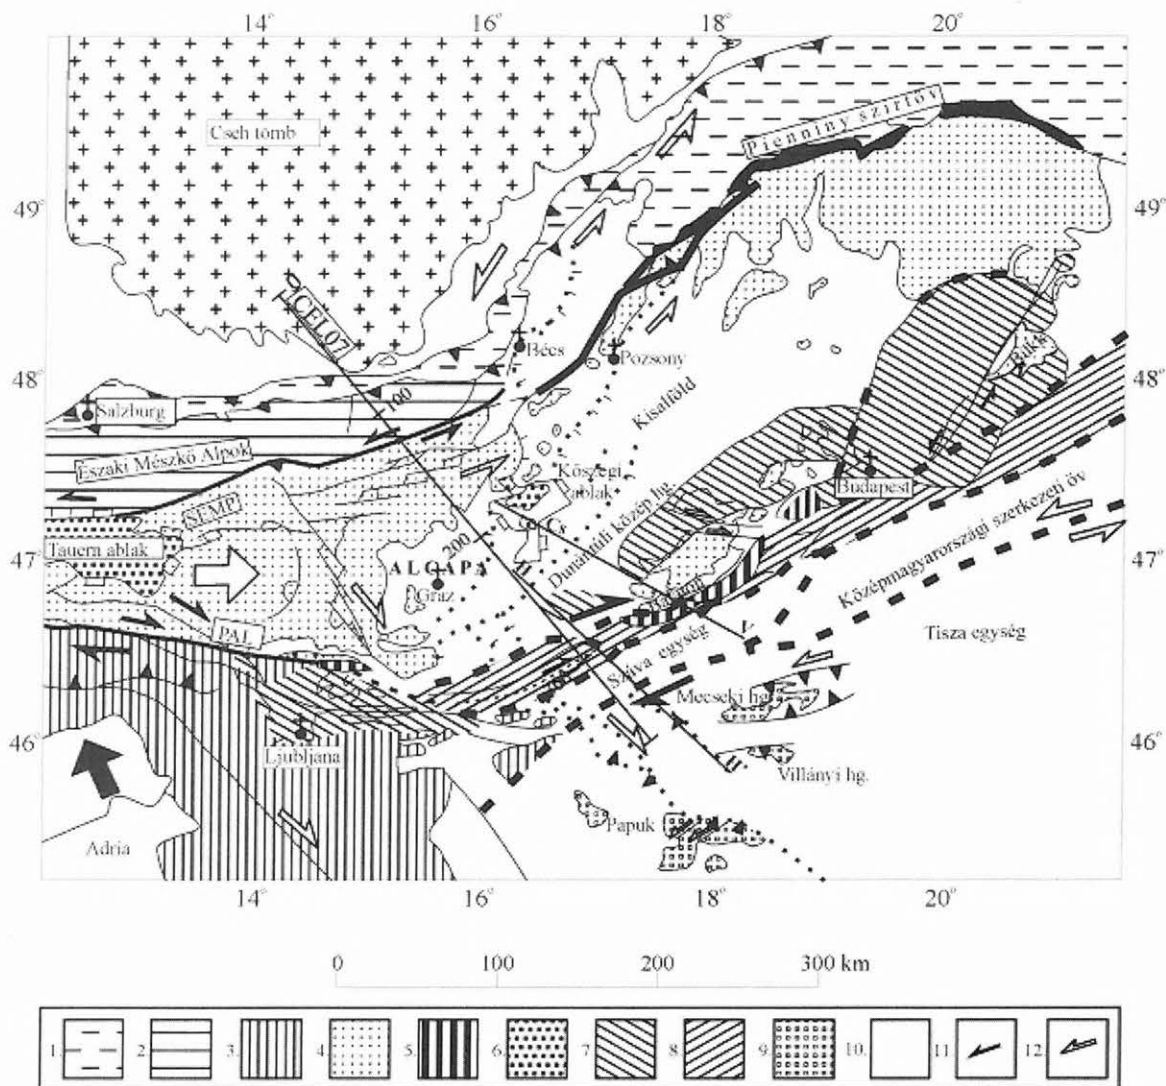 14° 16° 18° 20°
Cseh tömb
Pienniny szirtöv
49° 49°
CEL07
Bécs
Pozsony
48° 48°
100
Salzburg
Kisalföld
Bükk
Északi Mészkő Alpok
Kőszegi
ablak
Budapest
SEMP
Cs
Dunántúli közép hg.
47° 47°
Tauern ablak
200
ALCAPA
Graz
Középmagyarországi szerkezeti öv
PAL
V
Tisza egység
Száva egység
Mecseki hg.
46° 46°
Ljubljana
Villányi hg.
Papuk
Adria
14° 16° 18° 20°
0 100 200 300 km
1. 2. 3. 4. 5. 6. 7. 8. 9. 10. 11. 12.